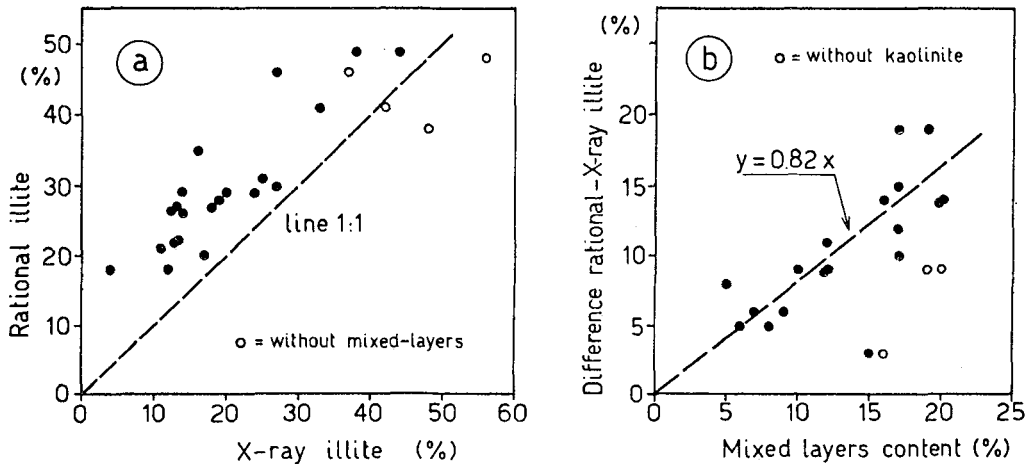 50
(%)
40
30
20
10
0
Rational illite
a
line 1:1
o = without mixed-layers
0 10 20 30 40 50 60
X-ray illite (%)
(%)
20
15
10
5
0
Difference rational-X-ray illite
b
o = without kaolinite
y=0.82 x
0 5 10 15 20 25
Mixed layers content (%)